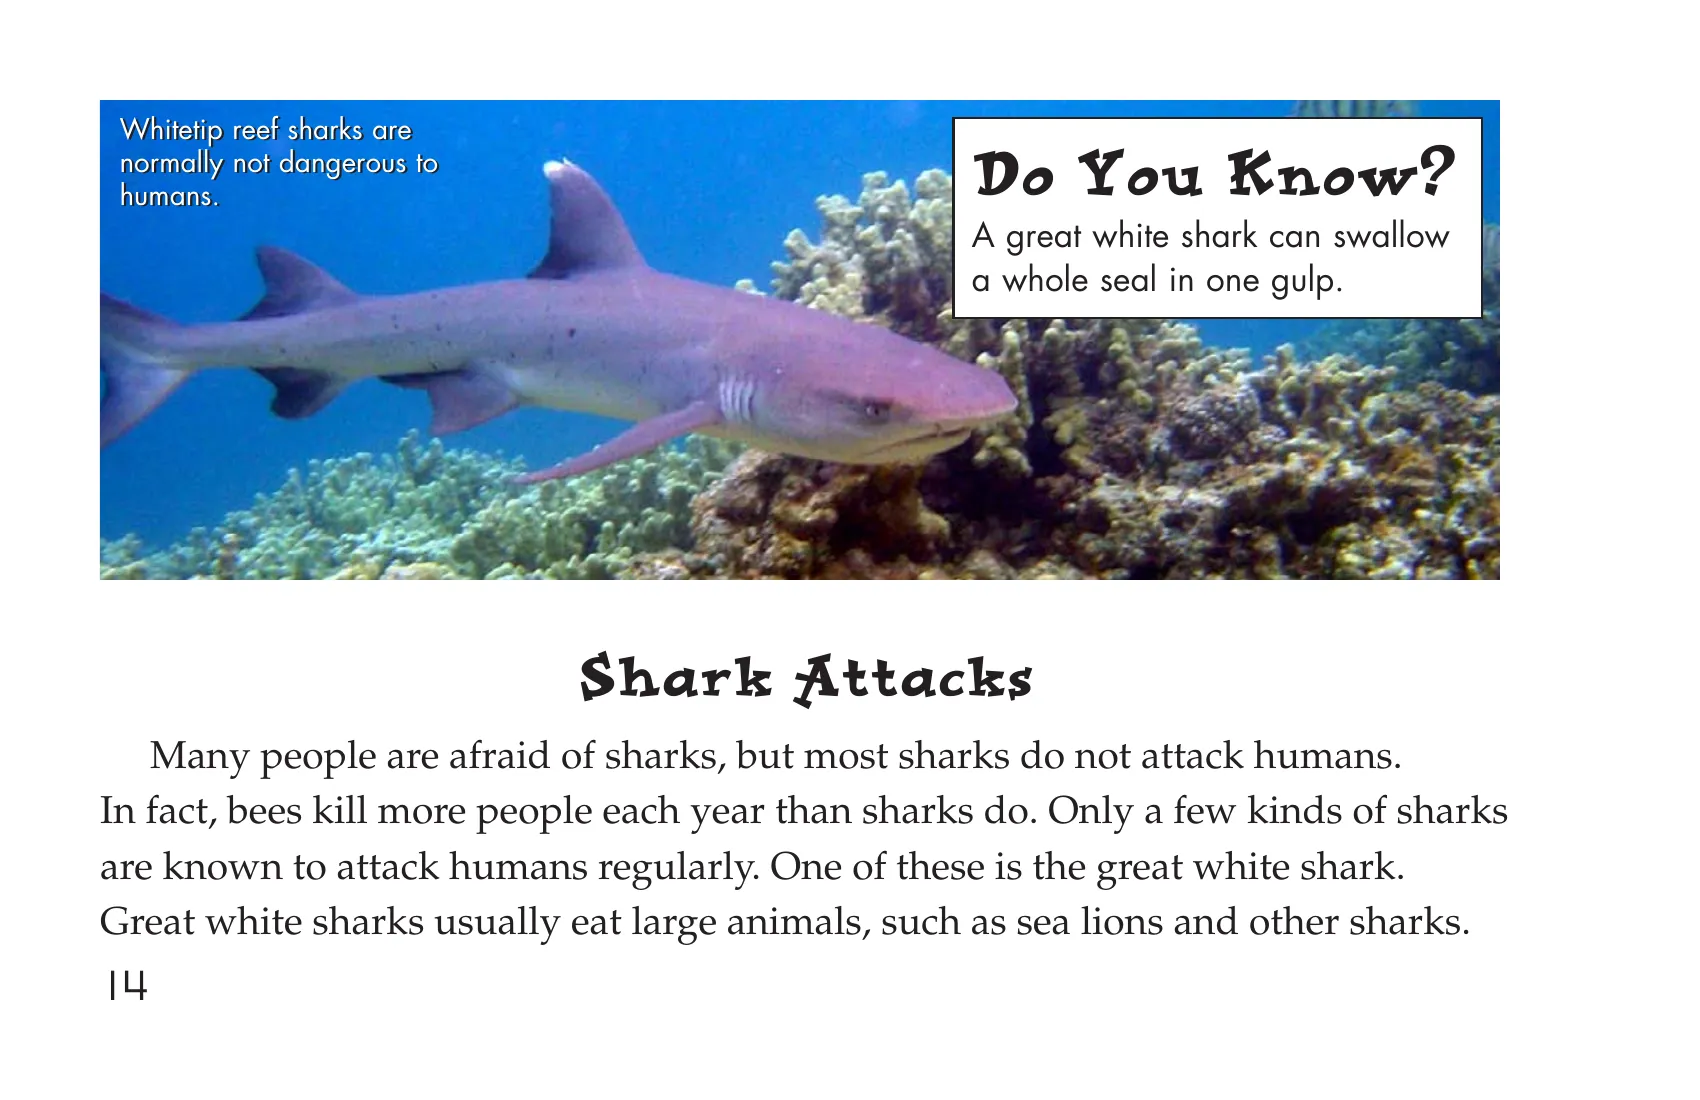 Whitetip reef sharks are
normally not dangerous to
humans.
Do You Know?
A great white shark can swallow
a whole seal in one gulp.
Shark Attacks
Many people are afraid of sharks, but most sharks do not attack humans.
In fact, bees kill more people each year than sharks do. Only a few kinds of sharks
are known to attack humans regularly. One of these is the great white shark.
Great white sharks usually eat large animals, such as sea lions and other sharks.
14